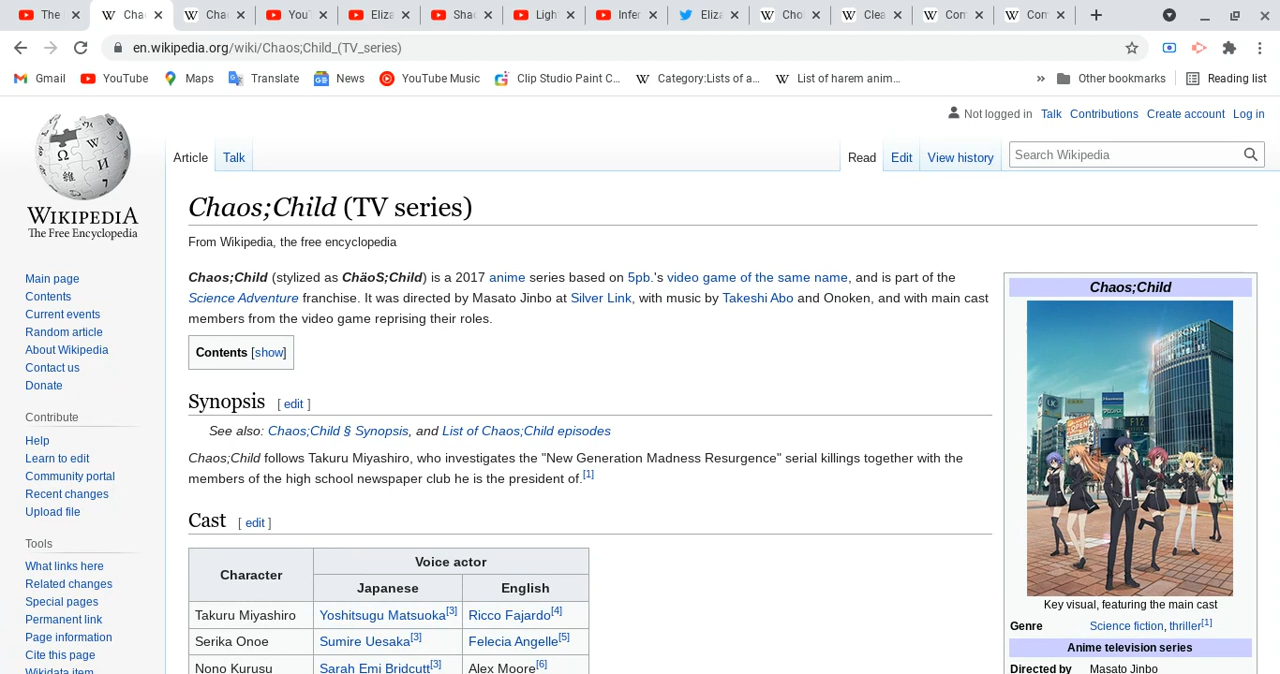 The
Chao
Chao
YouT
Eliza
Shad
Ligh
Infer
Eliza
Cho
Clea
Com
Com
en.wikipedia.org/wiki/Chaos;Child_(TV_series)
Gmail YouTube Maps Translate News YouTube Music Clip Studio Paint C... Category:Lists of a... List of harem anim... » Other bookmarks Reading list
Not logged in Talk Contributions Create account Log in
Article Talk Read Edit View history Search Wikipedia
WIKIPEDIA
The Free Encyclopedia
Main page
Contents
Current events
Random article
About Wikipedia
Contact us
Donate
Contribute
Help
Learn to edit
Community portal
Recent changes
Upload file
Tools
What links here
Related changes
Special pages
Permanent link
Page information
Cite this page
Wikidata item
Chaos;Child (TV series)
From Wikipedia, the free encyclopedia
Chaos;Child (stylized as ChäoS;Child) is a 2017 anime series based on 5pb.'s video game of the same name, and is part of the
Science Adventure franchise. It was directed by Masato Jinbo at Silver Link, with music by Takeshi Abo and Onoken, and with main cast
members from the video game reprising their roles.
Contents [show]
Synopsis [ edit ]
See also: Chaos;Child § Synopsis, and List of Chaos;Child episodes
Chaos;Child follows Takuru Miyashiro, who investigates the "New Generation Madness Resurgence" serial killings together with the
members of the high school newspaper club he is the president of.[1]
Cast [ edit ]
Character Voice actor
Japanese English
Takuru Miyashiro Yoshitsugu Matsuoka[3] Ricco Fajardo[4]
Serika Onoe Sumire Uesaka[3] Felecia Angelle[5]
Nono Kurusu Sarah Emi Bridcutt[3] Alex Moore[6]
Chaos;Child
Key visual, featuring the main cast
Genre Science fiction, thriller[1]
Anime television series
Directed by Masato Jinbo